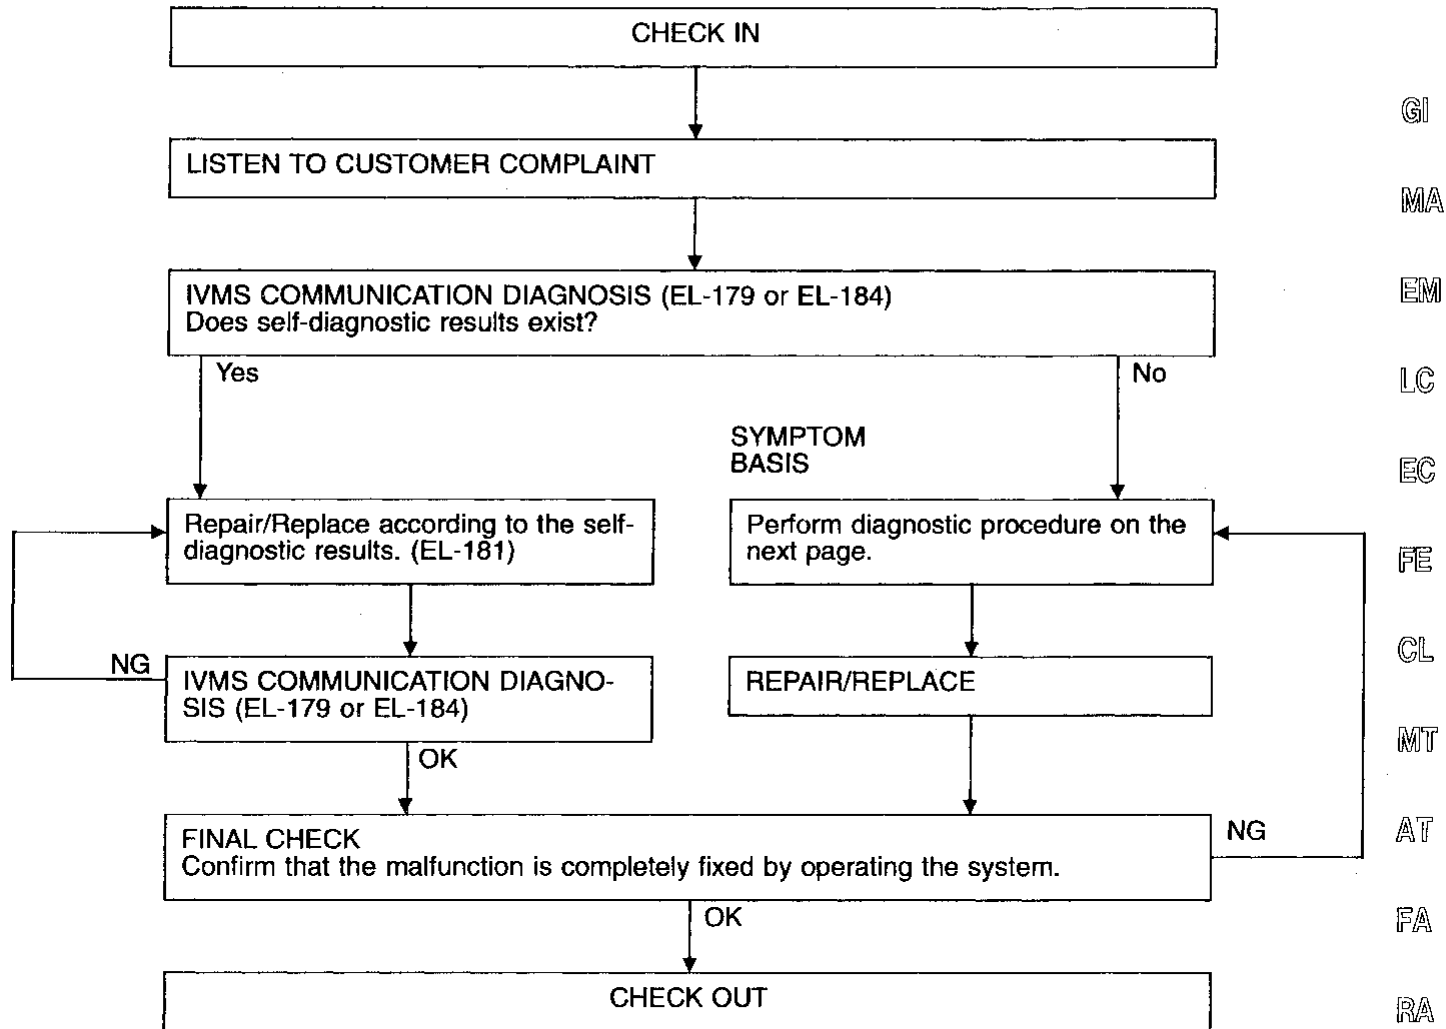 CHECK IN
GI
LISTEN TO CUSTOMER COMPLAINT
MA
IVMS COMMUNICATION DIAGNOSIS (EL-179 or EL-184)
Does self-diagnostic results exist?
EM
Yes
No
LC
SYMPTOM
BASIS
EC
Repair/Replace according to the self-
diagnostic results. (EL-181)
Perform diagnostic procedure on the
next page.
FE
NG
IVMS COMMUNICATION DIAGNO-
SIS (EL-179 or EL-184)
REPAIR/REPLACE
CL
OK
MT
FINAL CHECK
Confirm that the malfunction is completely fixed by operating the system.
NG
AT
OK
FA
CHECK OUT
RA